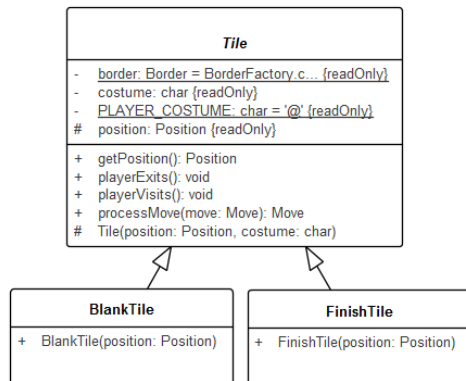 Tile
- border: Border = BorderFactory.c... {readOnly}
- costume: char {readOnly}
- PLAYER_COSTUME: char = '@' {readOnly}
# position: Position {readOnly}
+ getPosition(): Position
+ playerExits(): void
+ playerVisits(): void
+ processMove(move: Move): Move
# Tile(position: Position, costume: char)
BlankTile
+ BlankTile(position: Position)
FinishTile
+ FinishTile(position: Position)